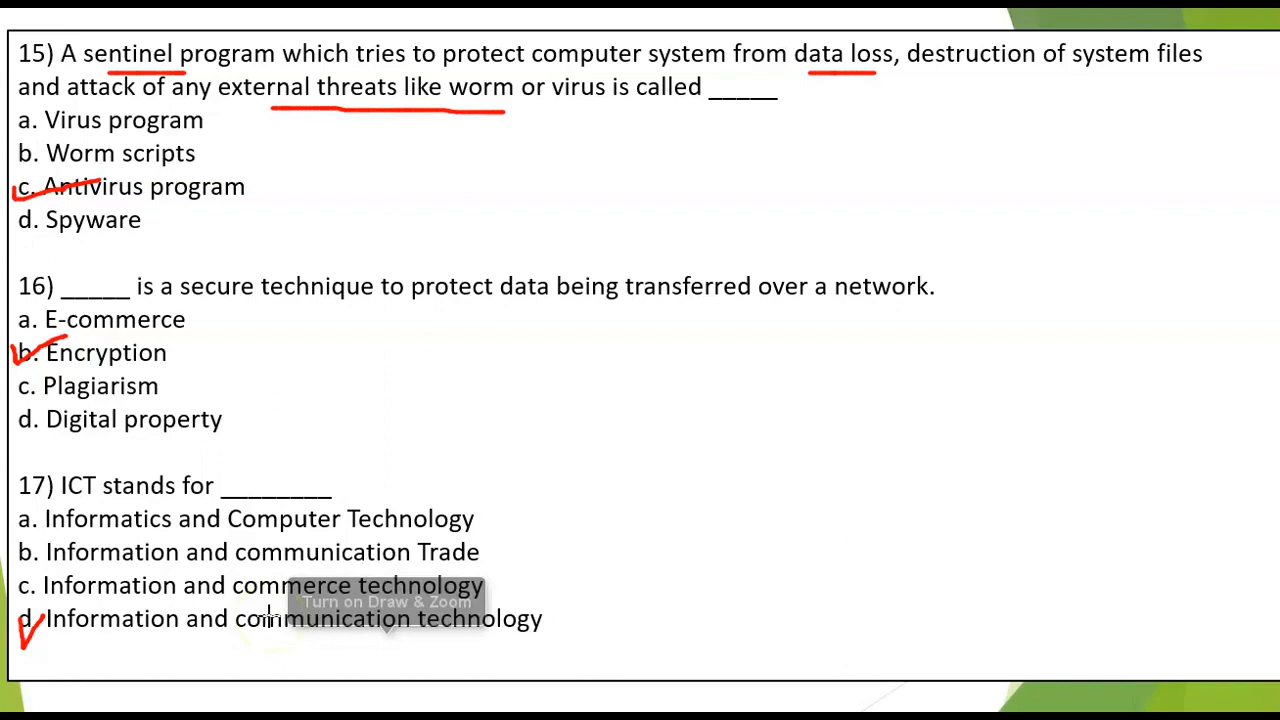 15) A sentinel program which tries to protect computer system from data loss, destruction of system files
and attack of any external threats like worm or virus is called _____
a. Virus program
b. Worm scripts
c. Antivirus program
d. Spyware
16) _____ is a secure technique to protect data being transferred over a network.
a. E-commerce
b. Encryption
c. Plagiarism
d. Digital property
17) ICT stands for ________
a. Informatics and Computer Technology
b. Information and communication Trade
c. Information and commerce technology
Turn on Draw & Zoom
d. Information and communication technology